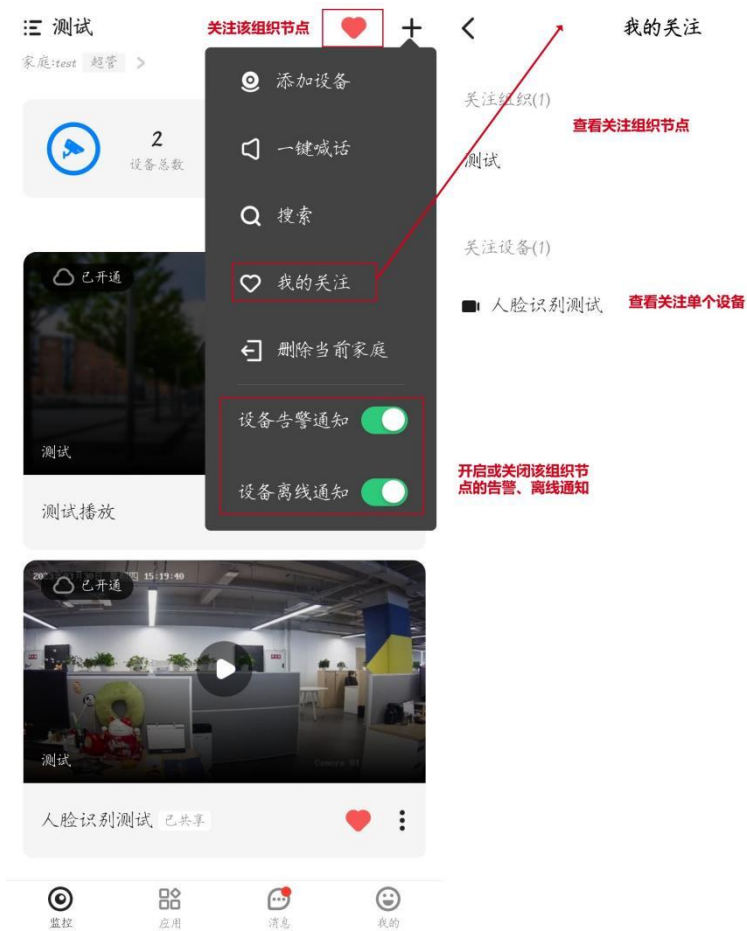 测试
关注该组织节点
我的关注
家庭:test 超管
添加设备
关注组织(1)
查看关注组织节点
2
设备总数
一键喊话
测试
搜索
关注设备(1)
已开通
我的关注
人脸识别测试
查看关注单个设备
删除当前家庭
设备告警通知
测试
开启或关闭该组织节
点的告警、离线通知
设备离线通知
测试播放
15:19:40
已开通
测试
人脸识别测试 已共享
监控
应用
消息
我的